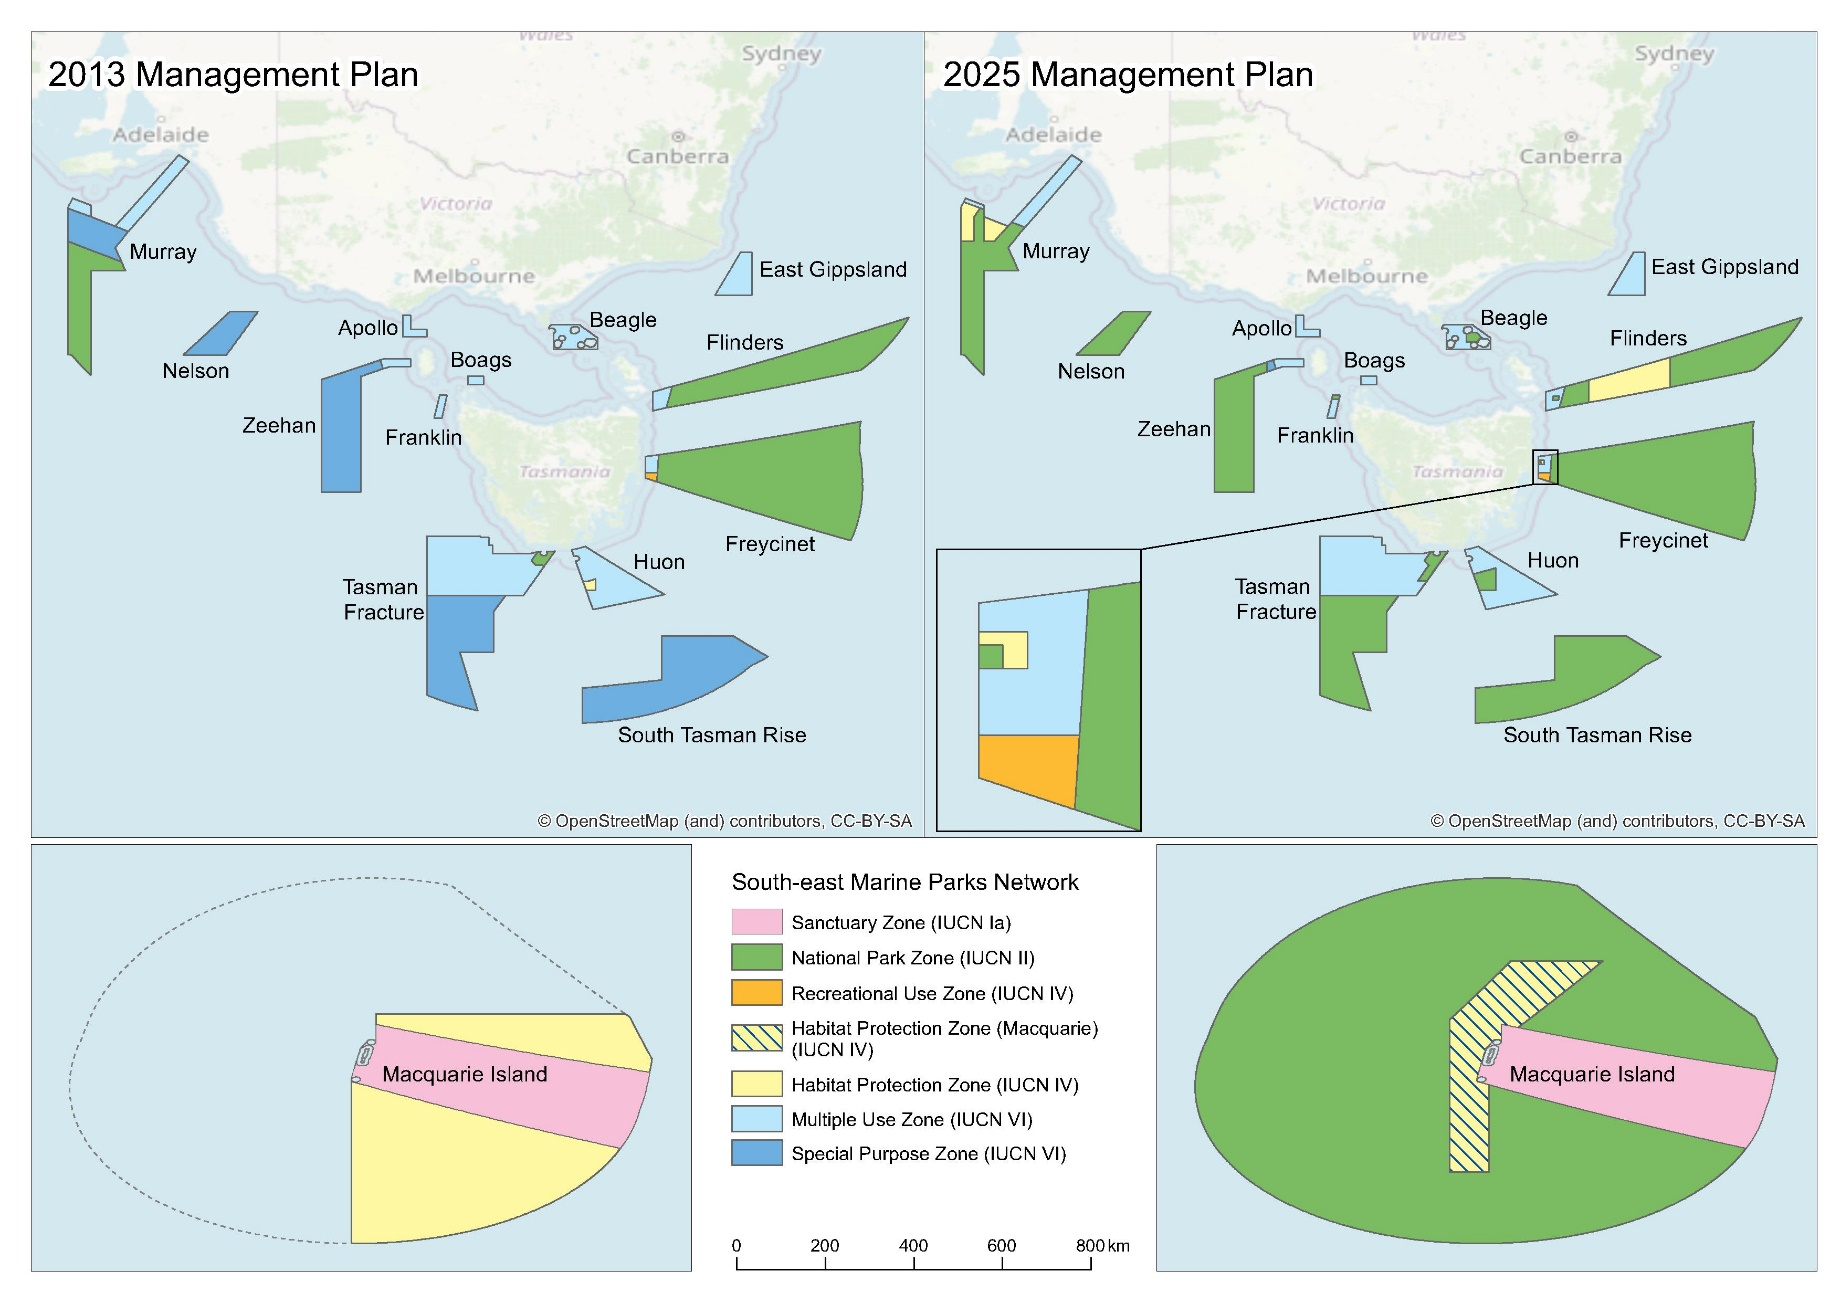 Wales
Sydney
2013 Management Plan
Adelaide
Canberra
Victoria
Murray
Melbourne
East Gippsland
Apollo
Beagle
Flinders
Nelson
Boags
Zeehan
Franklin
Tasmania
Freycinet
Huon
Tasman
Fracture
South Tasman Rise
© OpenStreetMap (and) contributors, CC-BY-SA
Wales
Sydney
2025 Management Plan
Adelaide
Canberra
Victoria
Murray
Melbourne
East Gippsland
Apollo
Beagle
Flinders
Nelson
Boags
Zeehan
Franklin
Tasmania
Freycinet
Huon
Tasman
Fracture
South Tasman Rise
© OpenStreetMap (and) contributors, CC-BY-SA
Macquarie Island
South-east Marine Parks Network
Sanctuary Zone (IUCN Ia)
National Park Zone (IUCN II)
Recreational Use Zone (IUCN IV)
Habitat Protection Zone (Macquarie)
(IUCN IV)
Habitat Protection Zone (IUCN IV)
Multiple Use Zone (IUCN VI)
Special Purpose Zone (IUCN VI)
0 200 400 600 800 km
Macquarie Island